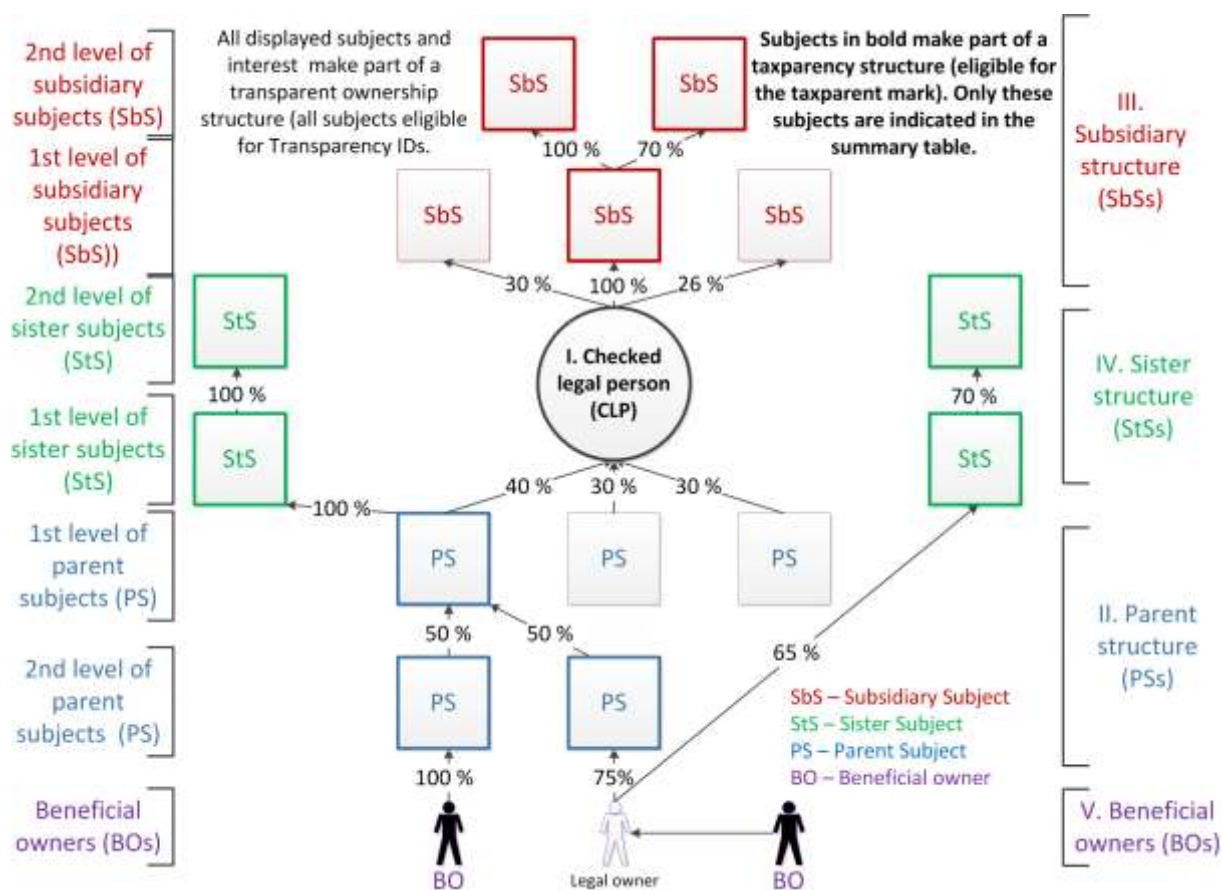 2nd level of
subsidiary
subjects (SbS)
1st level of
subsidiary
subjects
(SbS))
2nd level of
sister subjects
(StS)
1st level of
sister subjects
(StS)
1st level of
parent
subjects (PS)
2nd level of
parent
subjects (PS)
Beneficial
owners (BOs)
All displayed subjects and
interest make part of a
transparent ownership
structure (all subjects eligible
for Transparency IDs.
SbS
SbS
Subjects in bold make part of a
taxparency structure (eligible for
the taxparent mark). Only these
subjects are indicated in the
summary table.
100 %
70 %
SbS
SbS
SbS
30 %
100 %
26 %
StS
100 %
StS
I. Checked
legal person
(CLP)
StS
70 %
StS
40 %
30 %
30 %
100 %
PS
PS
PS
50 %
50 %
65 %
PS
PS
100 %
75%
SbS – Subsidiary Subject
StS – Sister Subject
PS – Parent Subject
BO – Beneficial owner
BO
Legal owner
BO
III.
Subsidiary
structure
(SbSs)
IV. Sister
structure
(StSs)
II. Parent
structure
(PSs)
V. Beneficial
owners (BOs)